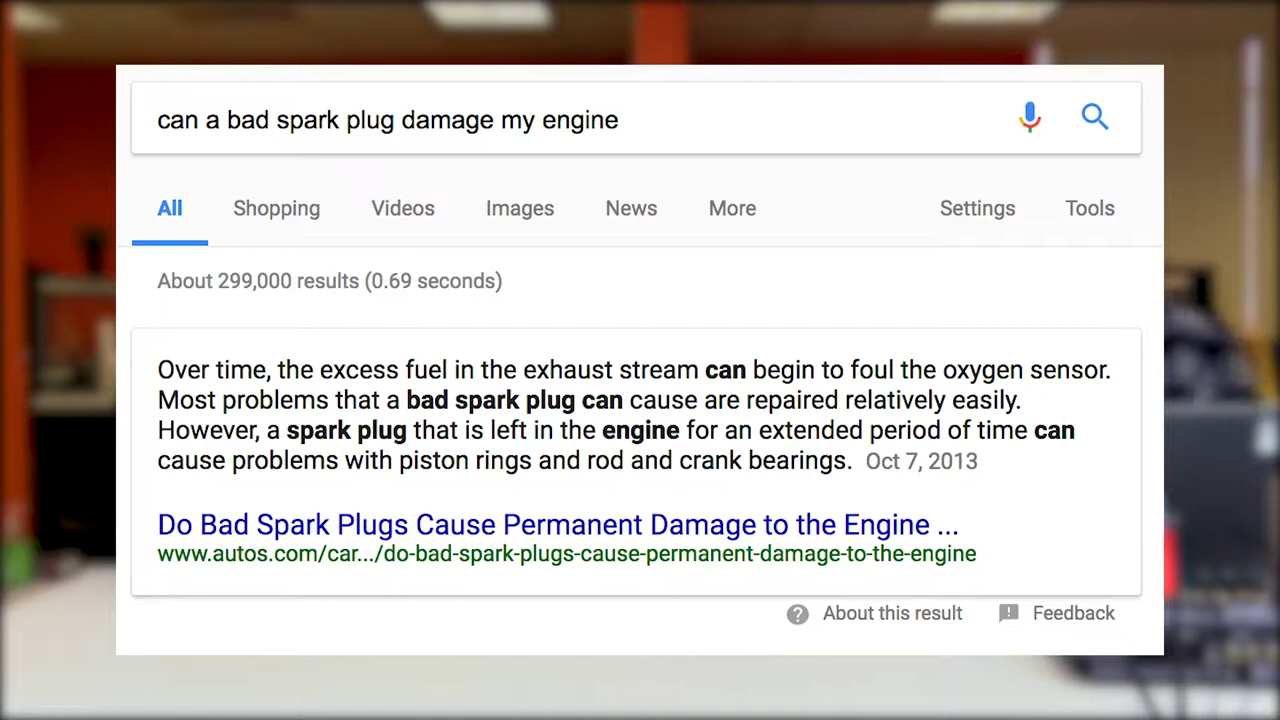 can a bad spark plug damage my engine
All Shopping Videos Images News More Settings Tools
About 299,000 results (0.69 seconds)
Over time, the excess fuel in the exhaust stream can begin to foul the oxygen sensor.
Most problems that a bad spark plug can cause are repaired relatively easily.
However, a spark plug that is left in the engine for an extended period of time can
cause problems with piston rings and rod and crank bearings. Oct 7, 2013
Do Bad Spark Plugs Cause Permanent Damage to the Engine ...
www.autos.com/car.../do-bad-spark-plugs-cause-permanent-damage-to-the-engine
About this result Feedback